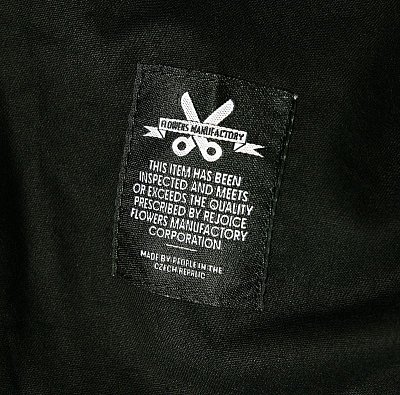 FLOWERS MANUFACTORY
THIS ITEM HAS BEEN
INSPECTED AND MEETS
OR EXCEEDS THE QUALITY
PRESCRIBED BY REJOICE
FLOWERS MANUFACTORY
CORPORATION
MADE BY PEOPLE IN THE
CZECH REPUBLIC